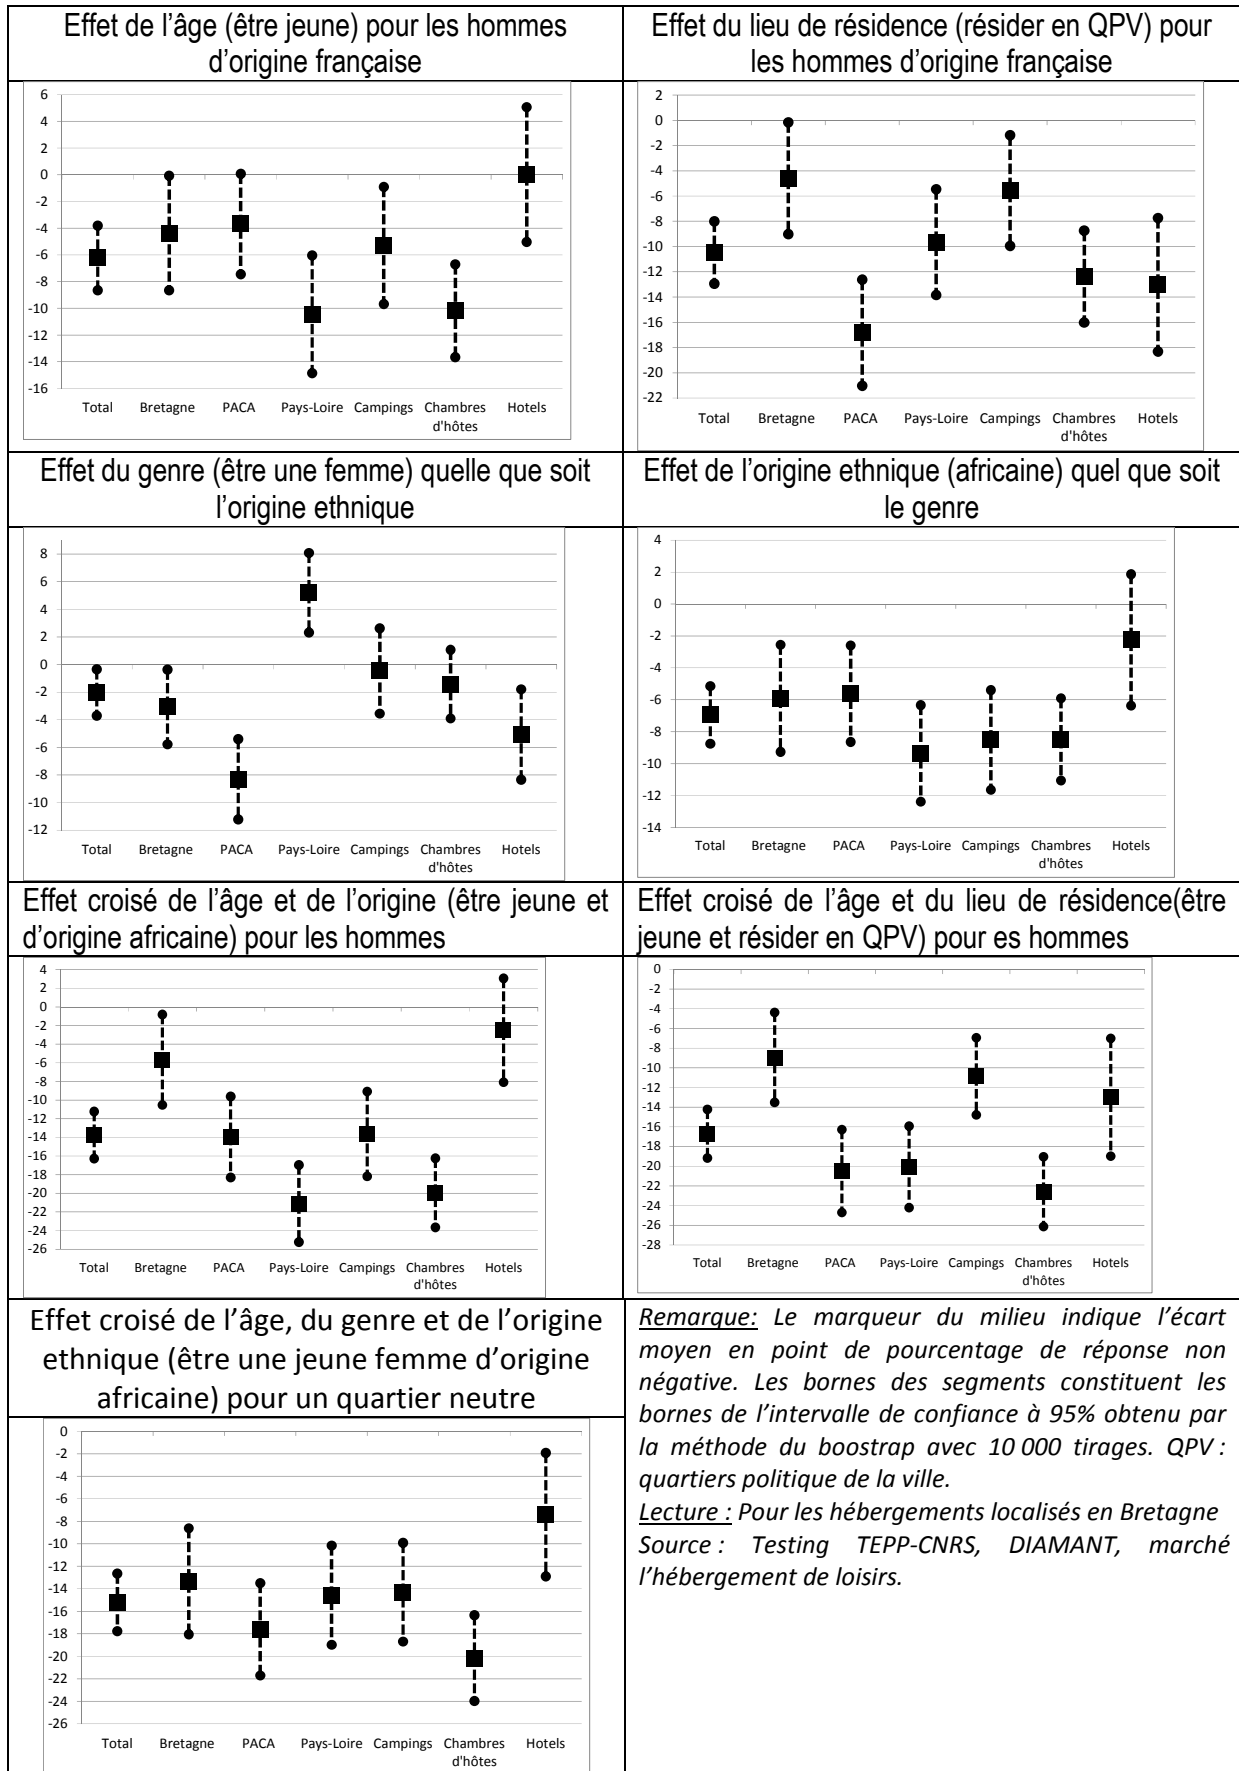 Effet de l'âge (être jeune) pour les hommes
d'origine française
6
4
2
0
-2
-4
-6
-8
-10
-12
-14
-16
Total Bretagne PACA Pays-Loire Campings Chambres Hotels
d'hôtes
Effet du lieu de résidence (résider en QPV) pour
les hommes d'origine française
2
0
-2
-4
-6
-8
-10
-12
-14
-16
-18
-20
-22
Total Bretagne PACA Pays-Loire Campings Chambres Hotels
d'hôtes
Effet du genre (être une femme) quelle que soit
l'origine ethnique
8
6
4
2
0
-2
-4
-6
-8
-10
-12
Total Bretagne PACA Pays-Loire Campings Chambres Hotels
d'hôtes
Effet de l'origine ethnique (africaine) quel que soit
le genre
4
2
0
-2
-4
-6
-8
-10
-12
-14
Total Bretagne PACA Pays-Loire Campings Chambres Hotels
d'hôtes
Effet croisé de l'âge et de l'origine (être jeune et
d'origine africaine) pour les hommes
4
2
0
-2
-4
-6
-8
-10
-12
-14
-16
-18
-20
-22
-24
-26
Total Bretagne PACA Pays-Loire Campings Chambres Hotels
d'hôtes
Effet croisé de l'âge et du lieu de résidence(être
jeune et résider en QPV) pour es hommes
0
-2
-4
-6
-8
-10
-12
-14
-16
-18
-20
-22
-24
-26
-28
Total Bretagne PACA Pays-Loire Campings Chambres Hotels
d'hôtes
Effet croisé de l'âge, du genre et de l'origine
ethnique (être une jeune femme d'origine
africaine) pour un quartier neutre
0
-2
-4
-6
-8
-10
-12
-14
-16
-18
-20
-22
-24
-26
Total Bretagne PACA Pays-Loire Campings Chambres Hotels
d'hôtes
Remarque: Le marqueur du milieu indique l'écart
moyen en point de pourcentage de réponse non
négative. Les bornes des segments constituent les
bornes de l'intervalle de confiance à 95% obtenu par
la méthode du boostrap avec 10 000 tirages. QPV :
quartiers politique de la ville.
Lecture : Pour les hébergements localisés en Bretagne
Source : Testing TEPP-CNRS, DIAMANT, marché
l'hébergement de loisirs.